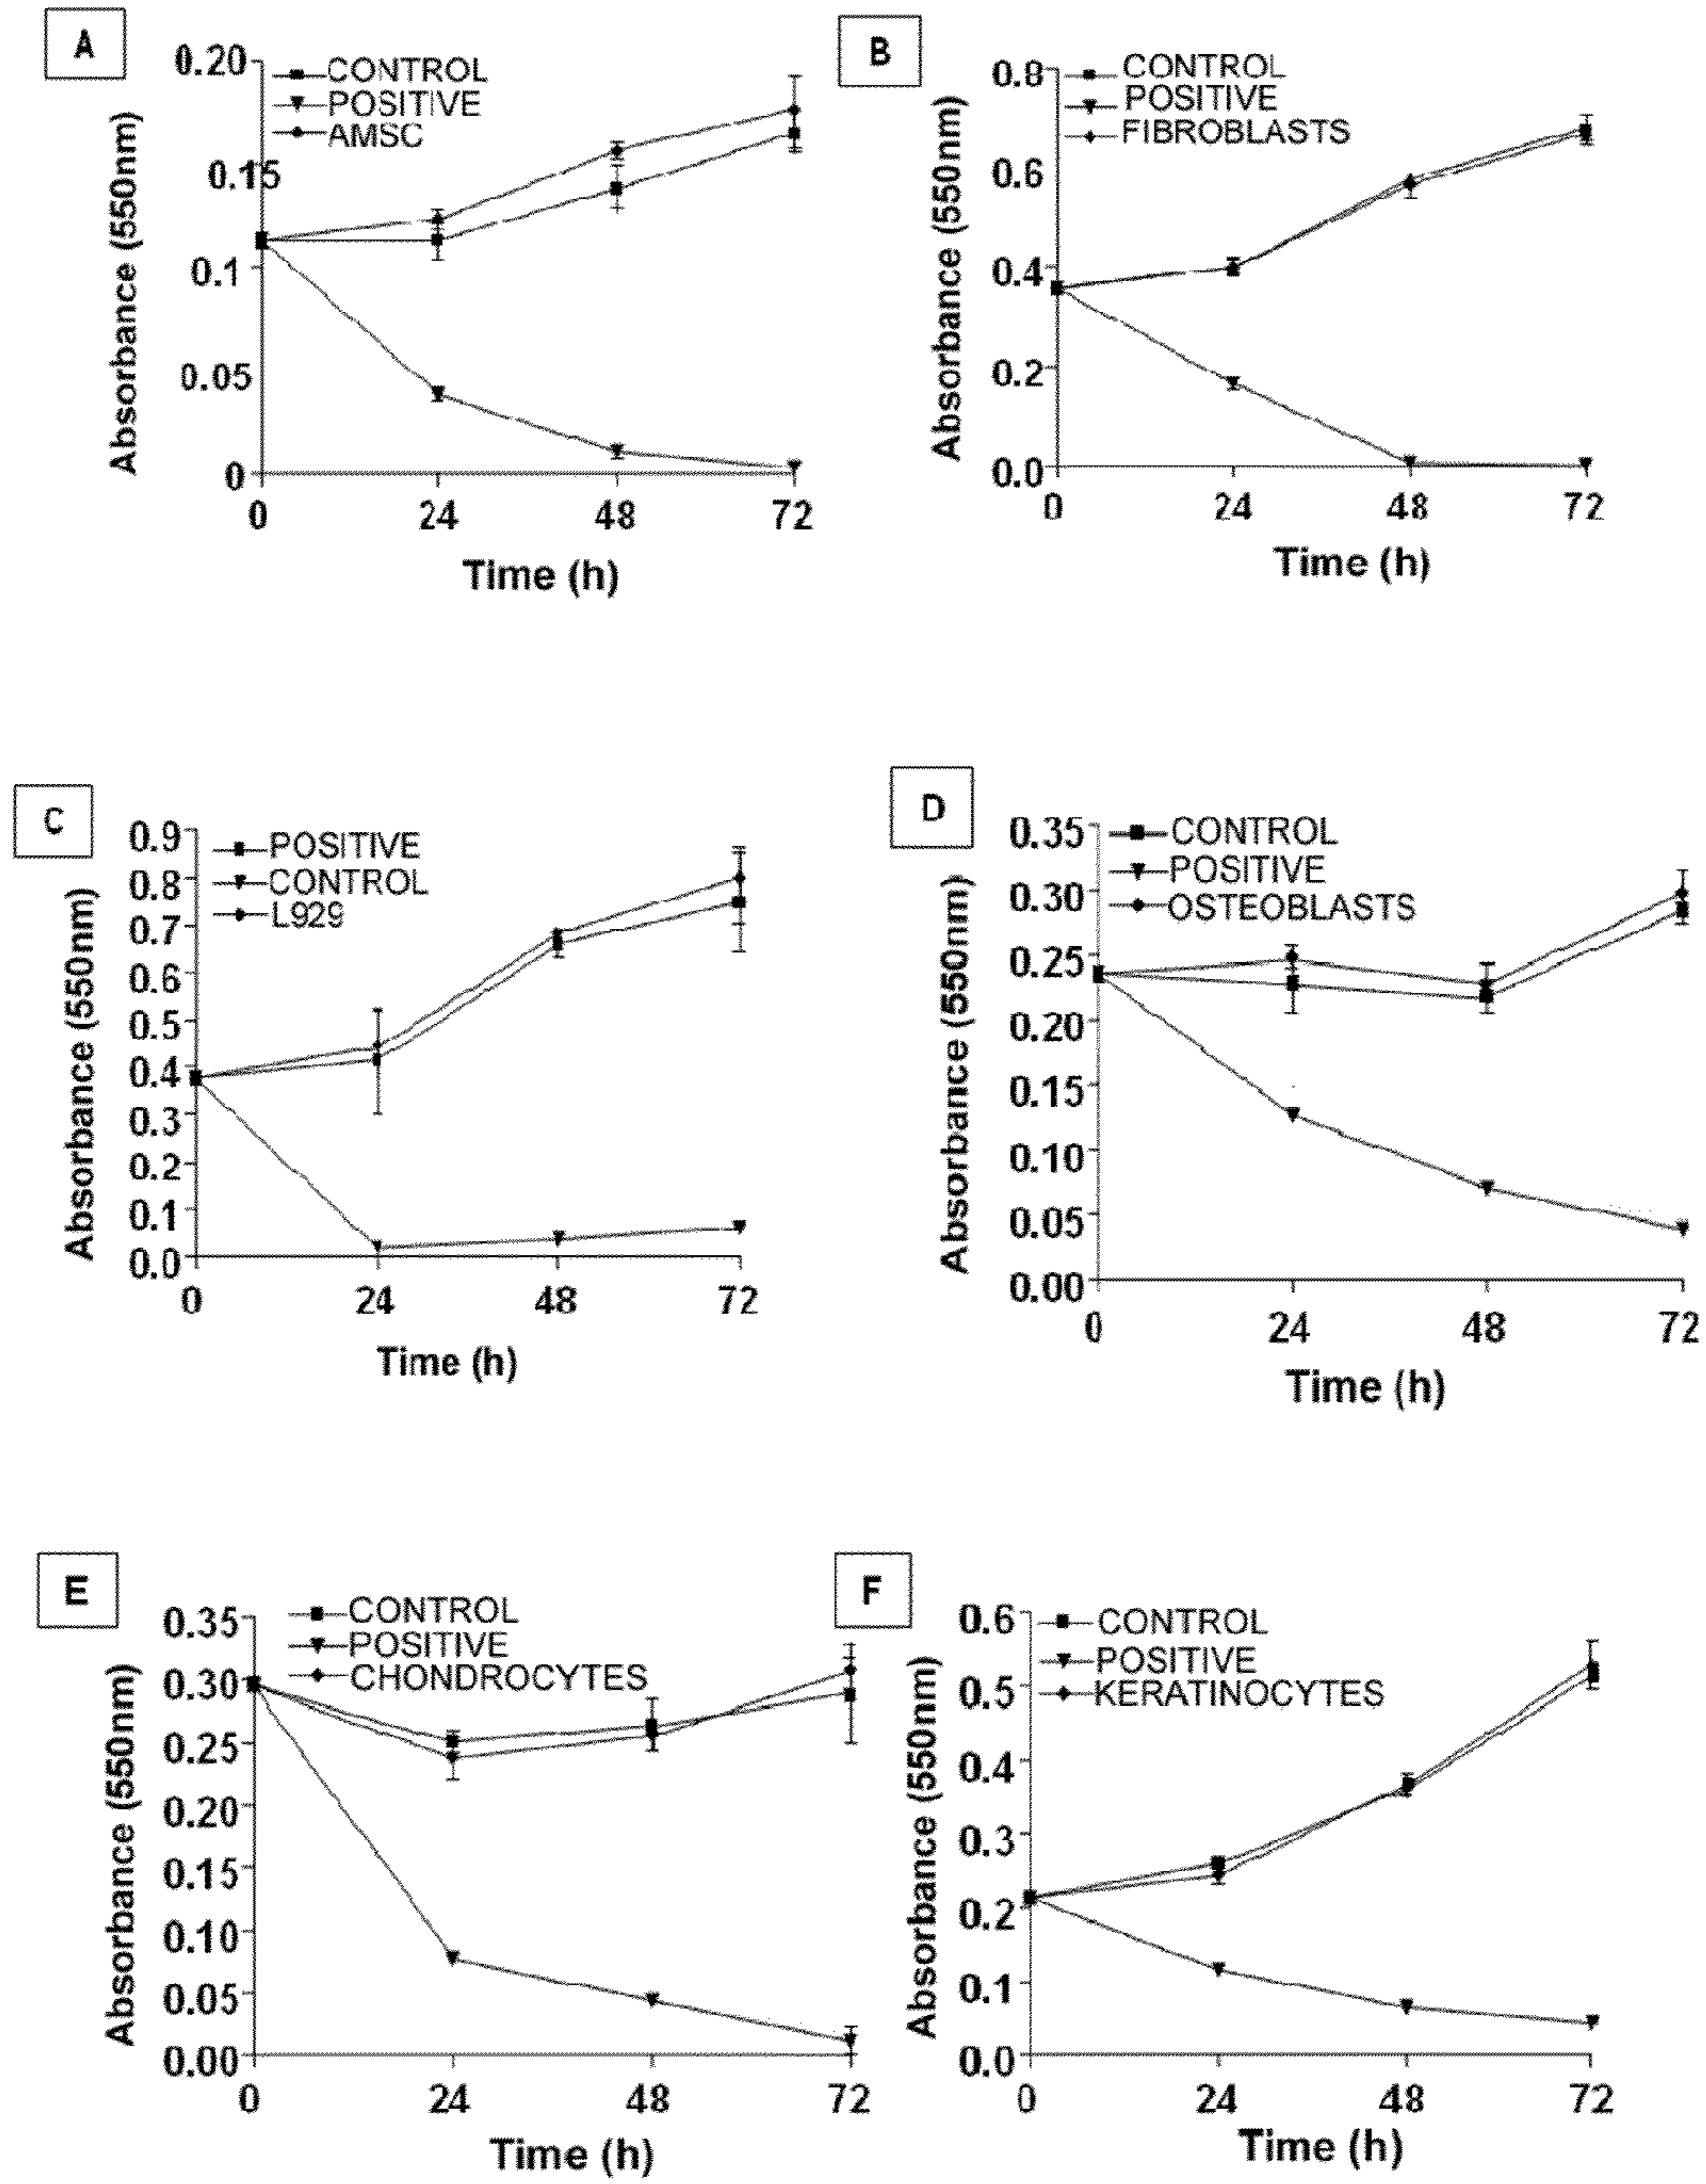 A
Absorbance (550nm)
0.20
0.15
0.1
0.05
0
CONTROL
POSITIVE
AMSC
0 24 48 72
Time (h)
B
Absorbance (550nm)
0.8
0.6
0.4
0.2
0.0
CONTROL
POSITIVE
FIBROBLASTS
0 24 48 72
Time (h)
C
Absorbance (550nm)
0.9
0.8
0.7
0.6
0.5
0.4
0.3
0.2
0.1
0.0
POSITIVE
CONTROL
L929
0 24 48 72
Time (h)
D
Absorbance (550nm)
0.35
0.30
0.25
0.20
0.15
0.10
0.05
0.00
CONTROL
POSITIVE
OSTEOBLASTS
0 24 48 72
Time (h)
E
Absorbance (550nm)
0.35
0.30
0.25
0.20
0.15
0.10
0.05
0.00
CONTROL
POSITIVE
CHONDROCYTES
0 24 48 72
Time (h)
F
Absorbance (550nm)
0.6
0.5
0.4
0.3
0.2
0.1
0.0
CONTROL
POSITIVE
KERATINOCYTES
0 24 48 72
Time (h)